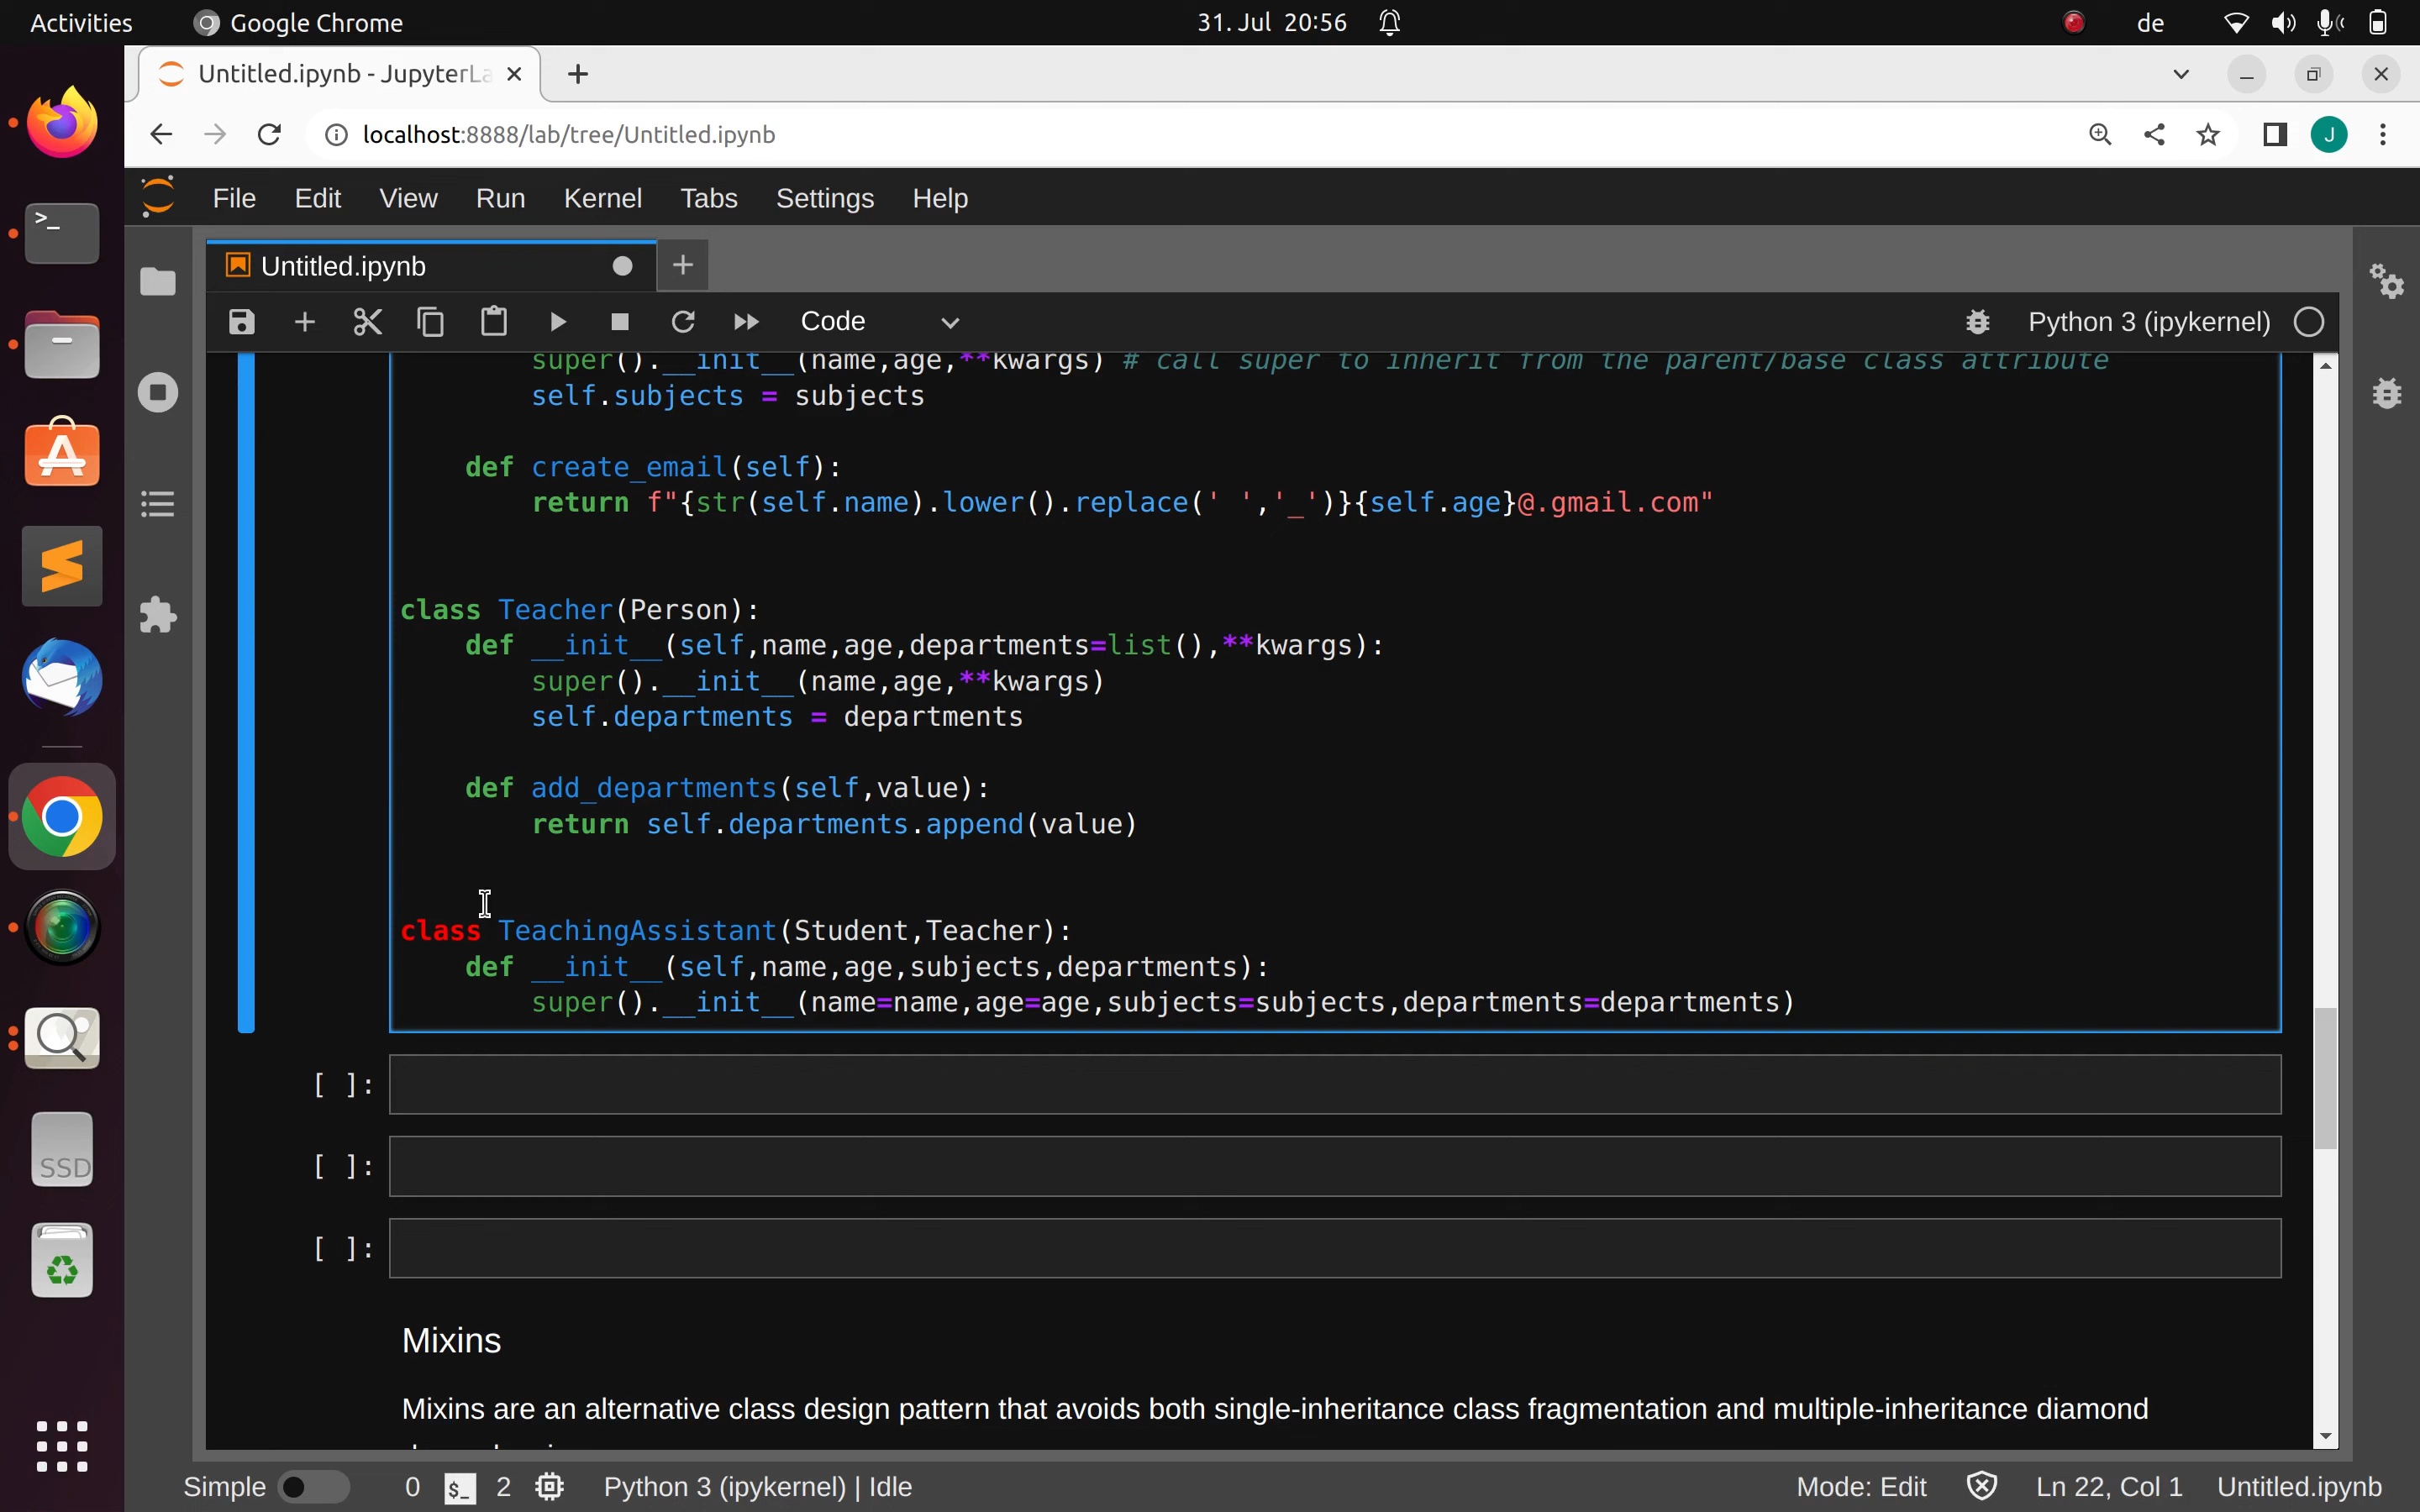 Activities Google Chrome 31. Jul 20:56 de
Untitled.ipynb - JupyterLa
localhost:8888/lab/tree/Untitled.ipynb J
File Edit View Run Kernel Tabs Settings Help
Untitled.ipynb
Code Python 3 (ipykernel)
super().__init__(name,age,**kwargs) # call super to inherit from the parent/base class attribute
self.subjects = subjects
def create_email(self):
return f"{str(self.name).lower().replace(' ','_')}{self.age}@.gmail.com"
class Teacher(Person):
def __init__(self,name,age,departments=list(),**kwargs):
super().__init__(name,age,**kwargs)
self.departments = departments
def add_departments(self,value):
return self.departments.append(value)
class TeachingAssistant(Student,Teacher):
def __init__(self,name,age,subjects,departments):
super().__init__(name=name,age=age,subjects=subjects,departments=departments)
[ ]:
[ ]:
SSD
[ ]:
Mixins
Mixins are an alternative class design pattern that avoids both single-inheritance class fragmentation and multiple-inheritance diamond
Simple 0 $_ 2 Python 3 (ipykernel) | Idle Mode: Edit Ln 22, Col 1 Untitled.ipynb